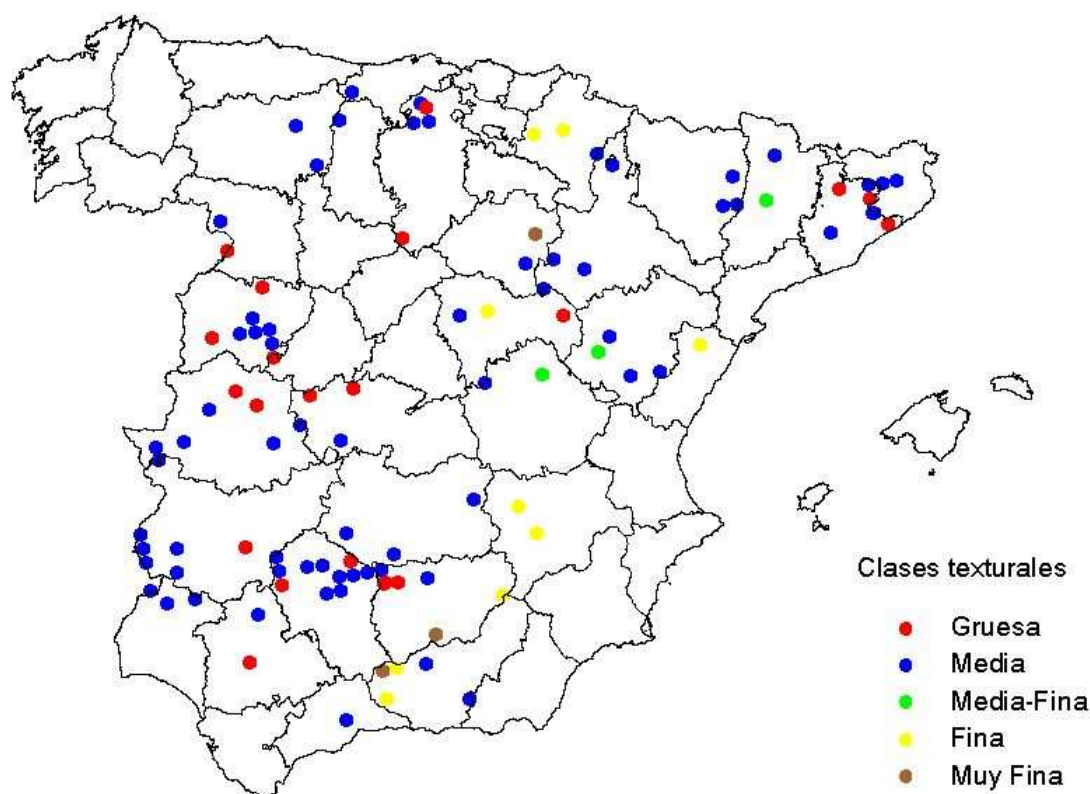 Clases texturales
Gruesa
Media
Media-Fina
Fina
Muy Fina